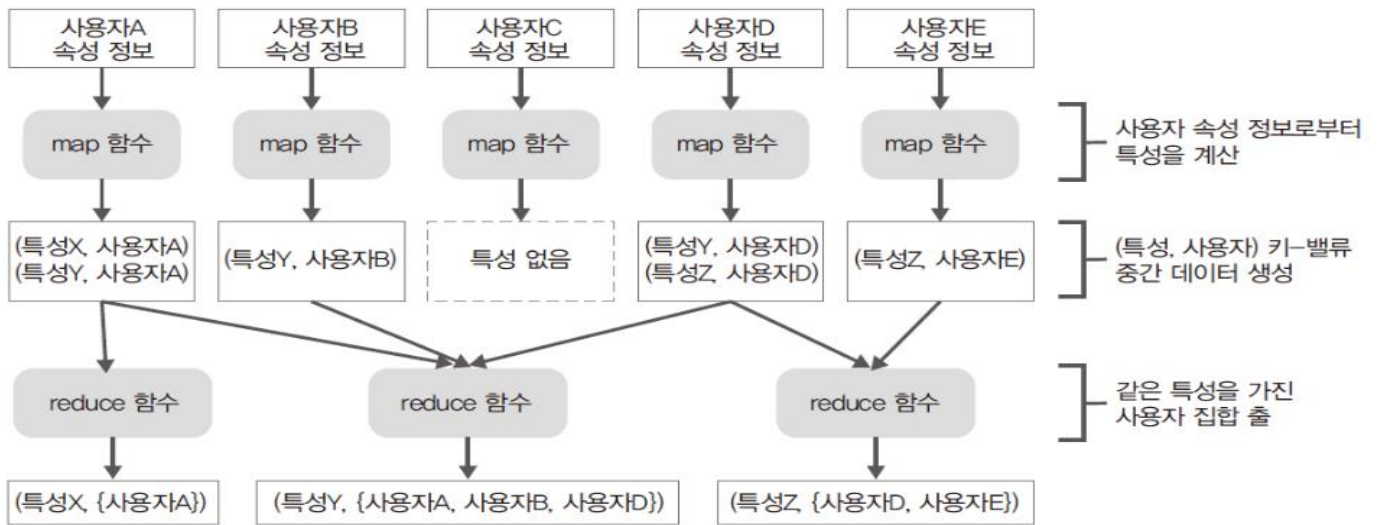 사용자A
속성 정보
사용자B
속성 정보
사용자C
속성 정보
사용자D
속성 정보
사용자E
속성 정보
map 함수
map 함수
map 함수
map 함수
map 함수
사용자 속성 정보로부터
특성을 계산
(특성X, 사용자A)
(특성Y, 사용자A)
(특성Y, 사용자B)
특성 없음
(특성Y, 사용자D)
(특성Z, 사용자D)
(특성Z, 사용자E)
(특성, 사용자) 키-밸류
중간 데이터 생성
reduce 함수
reduce 함수
reduce 함수
같은 특성을 가진
사용자 집합 출
(특성X, {사용자A})
(특성Y, {사용자A, 사용자B, 사용자D})
(특성Z, {사용자D, 사용자E})